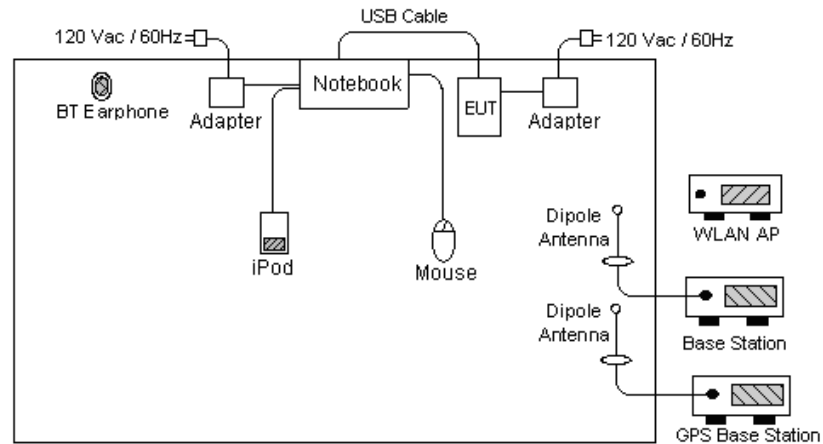 USB Cable
120 Vac / 60Hz
120 Vac / 60Hz
Notebook
BT Earphone
Adapter
EUT
Adapter
iPod
Mouse
Dipole
Antenna
WLAN AP
Dipole
Antenna
Base Station
GPS Base Station